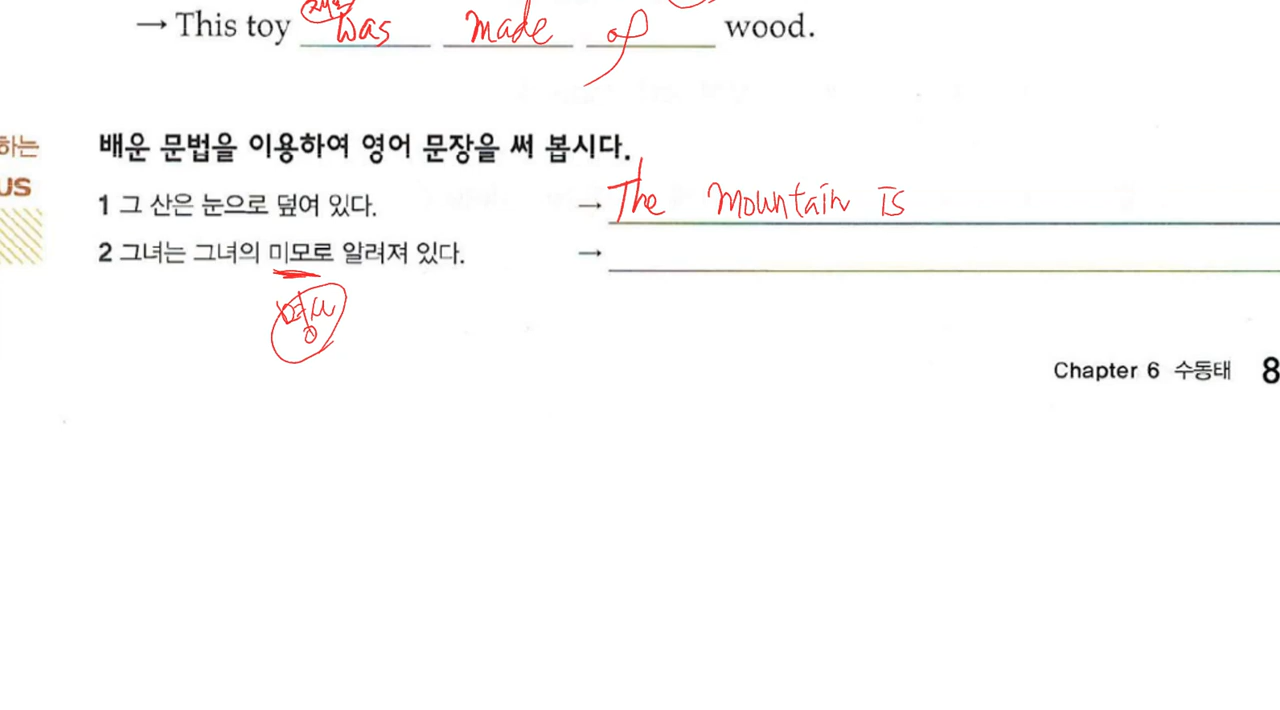 → This toy was made of wood.
하는
US
배운 문법을 이용하여 영어 문장을 써 봅시다.
1 그 산은 눈으로 덮여 있다. → The mountain is
2 그녀는 그녀의 미모로 알려져 있다. →
Chapter 6 수동태 8